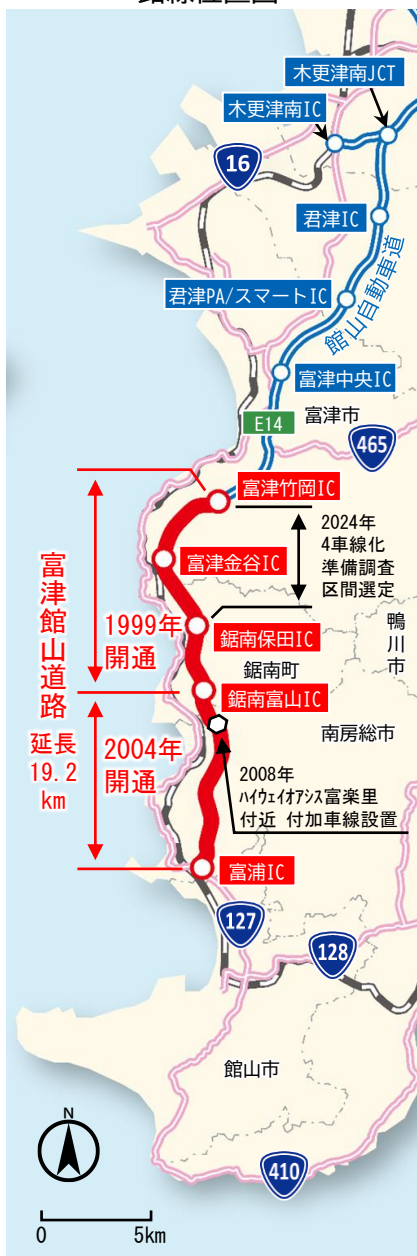 木更津南JCT
木更津南IC
16
君津IC
館山自動車道
君津PA/スマートIC
富津中央IC
E14
富津市
465
富津竹岡IC
2024年
4車線化
準備調査
区間選定
富津金谷IC
富津館山道路
延長
19.2
km
1999年
開通
鋸南保田IC
鴨川市
鋸南町
鋸南富山IC
南房総市
2004年
開通
2008年
ハイウェイオアシス富楽里
付近 付加車線設置
富浦IC
127
128
館山市
N
410
0 5km